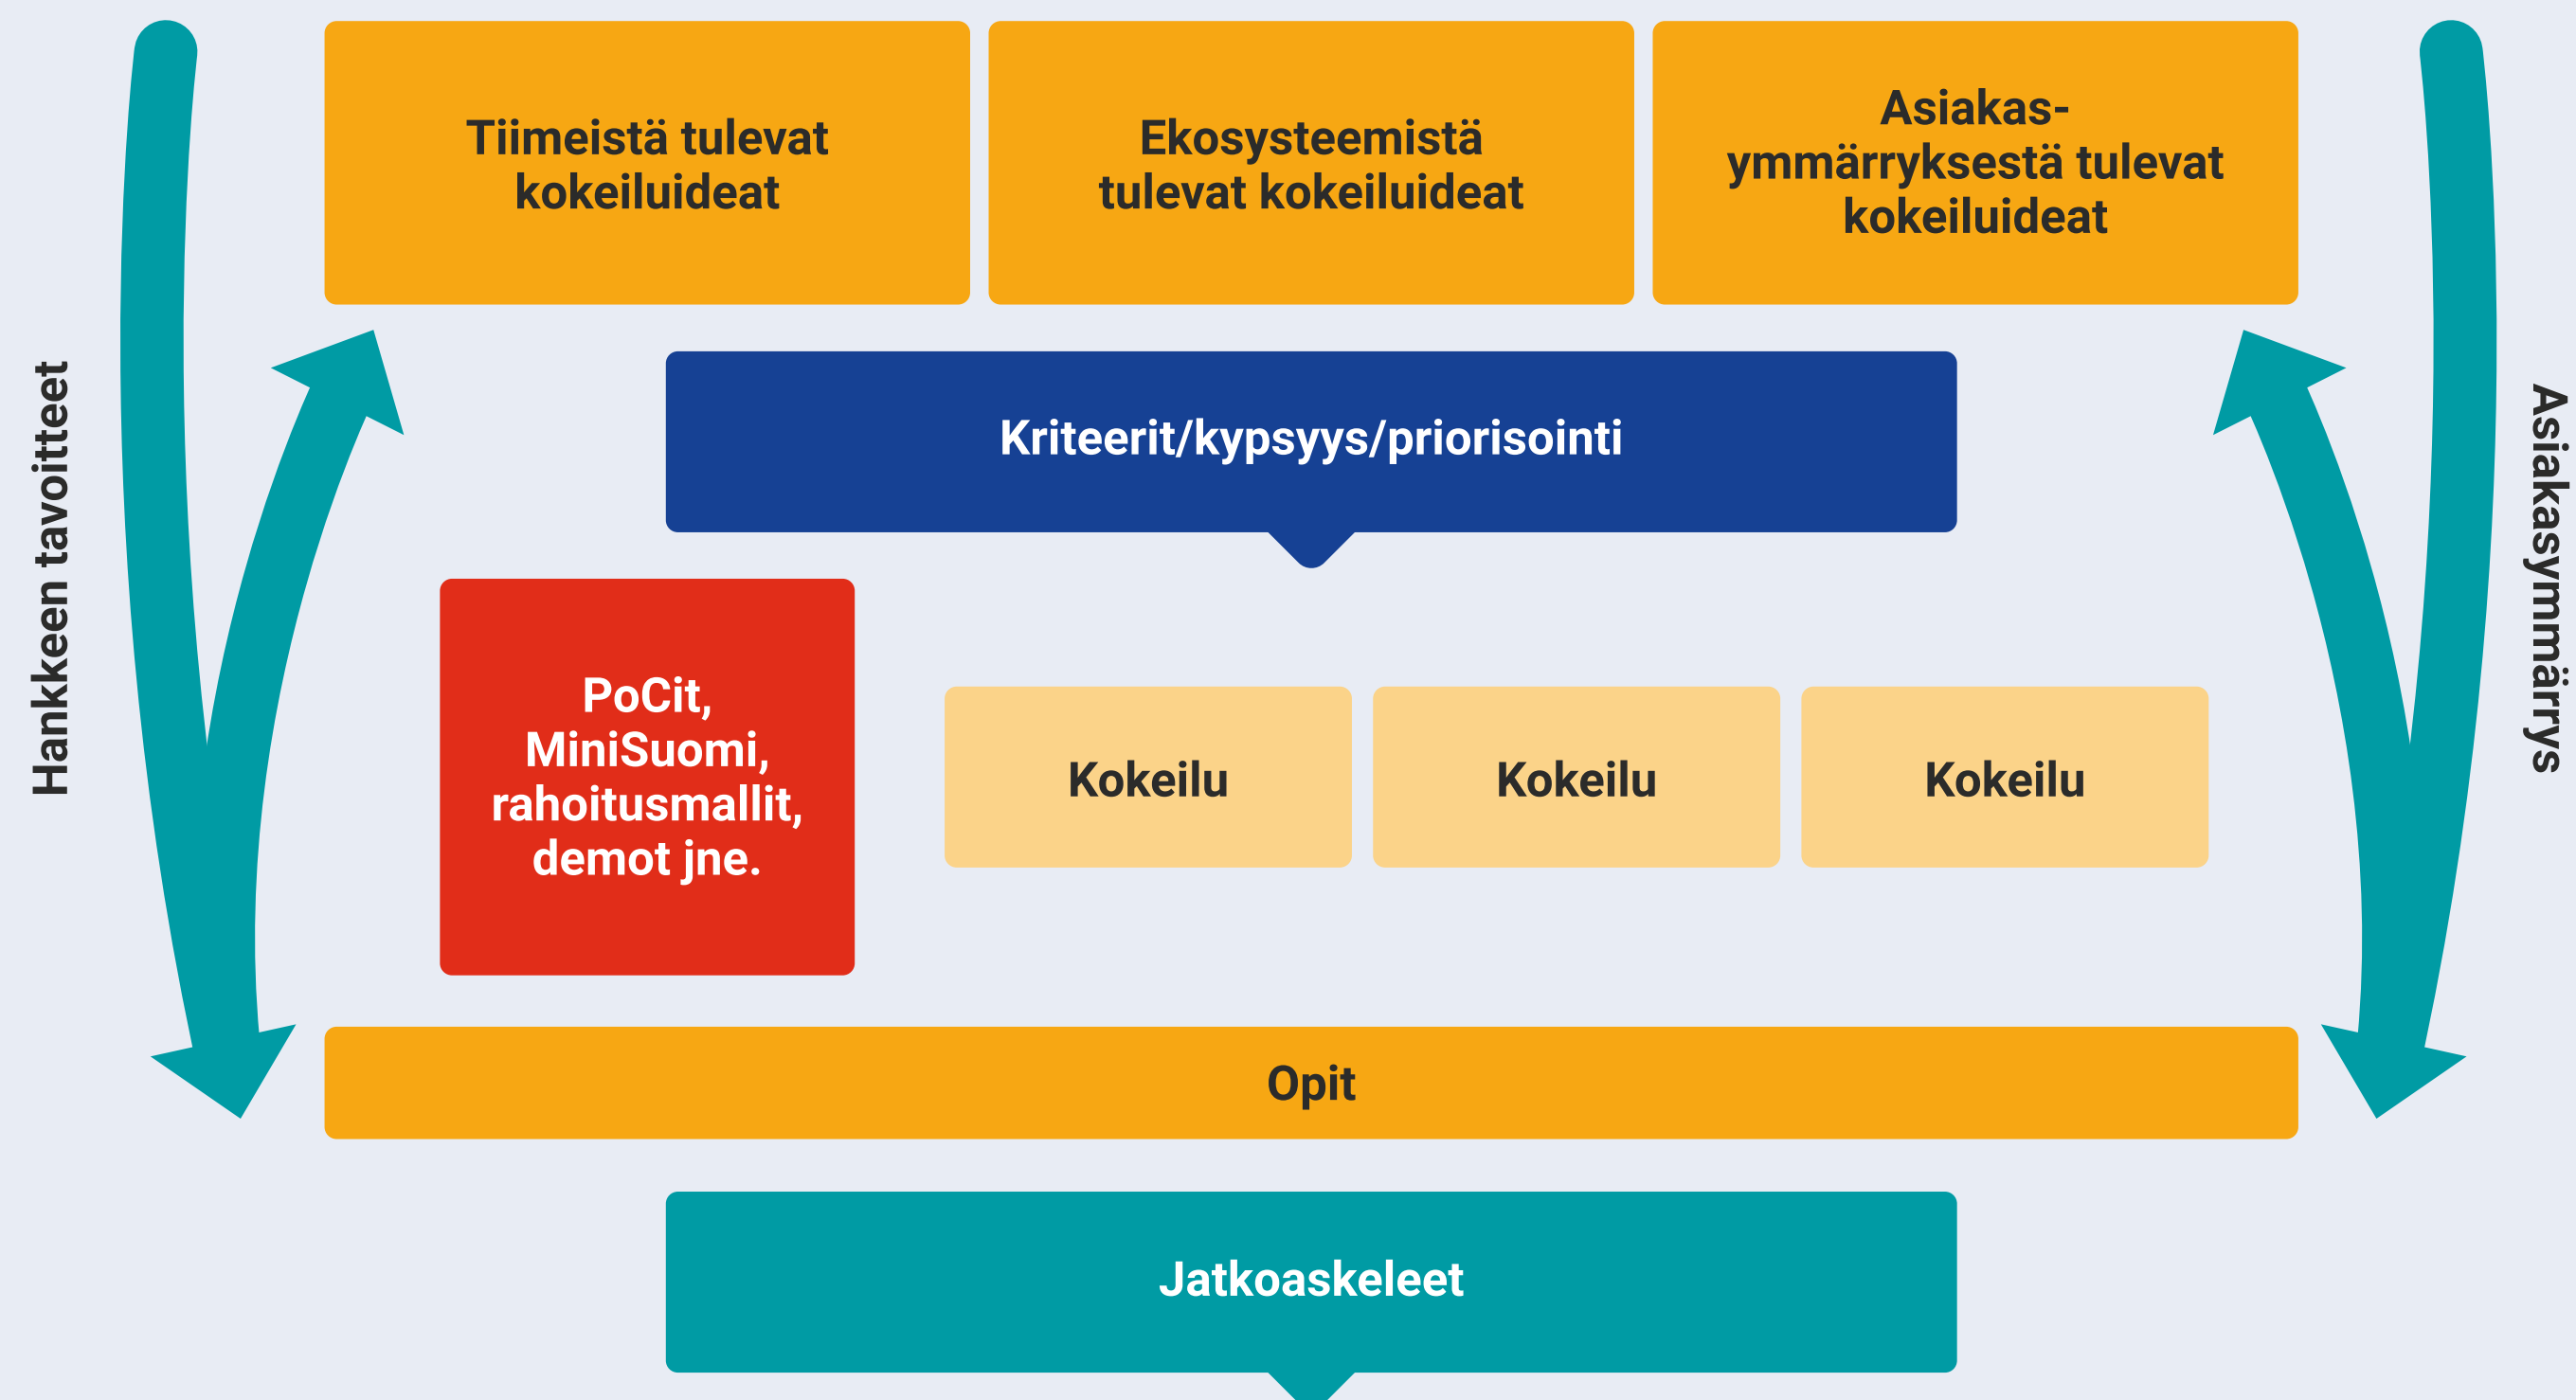 Tiimeistä tulevat
kokeiluideat
Ekosysteemistä
tulevat kokeiluideat
Asiakas-
ymmärryksestä tulevat
kokeiluideat
Hankkeen tavoitteet
Asiakasymmärrys
Kriteerit/kypsyys/priorisointi
PoCit,
MiniSuomi,
rahoitusmallit,
demot jne.
Kokeilu
Kokeilu
Kokeilu
Opit
Jatkoaskeleet